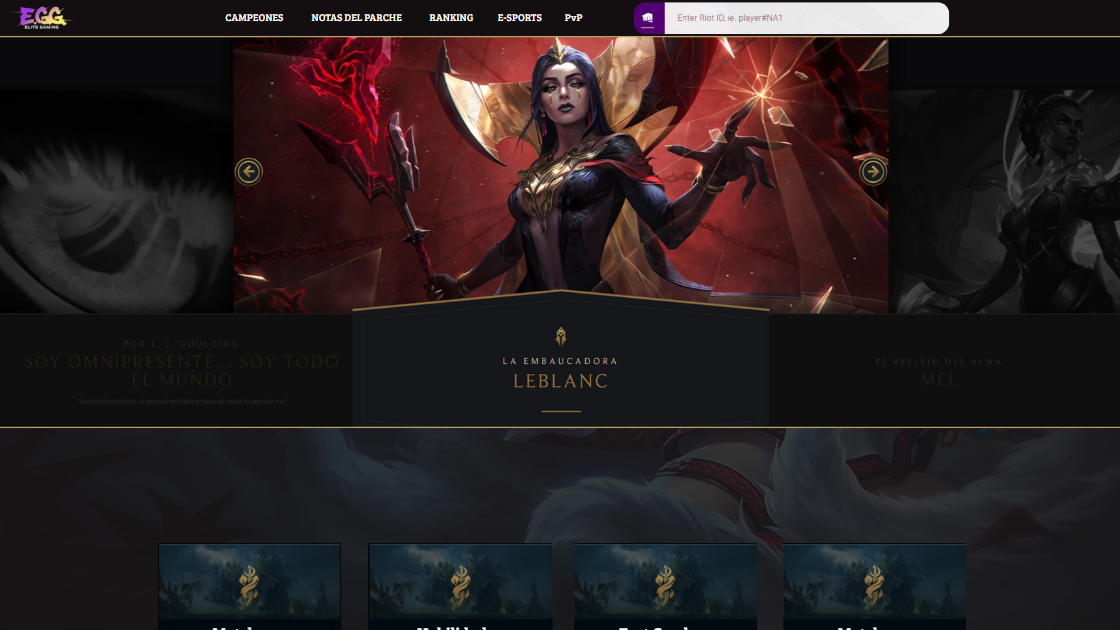 EGG
ELITE GAMING
CAMPEONES
NOTAS DEL PARCHE
RANKING
E-SPORTS
PvP
Enter Riot ID, ie. player#NA1
POR L. J. GOULDING
SOY OMNIPRESENTE... SOY TODO
EL MUNDO
LA EMBAUCADORA
LEBLANC
EL REFLEJO DEL ALMA
MEL